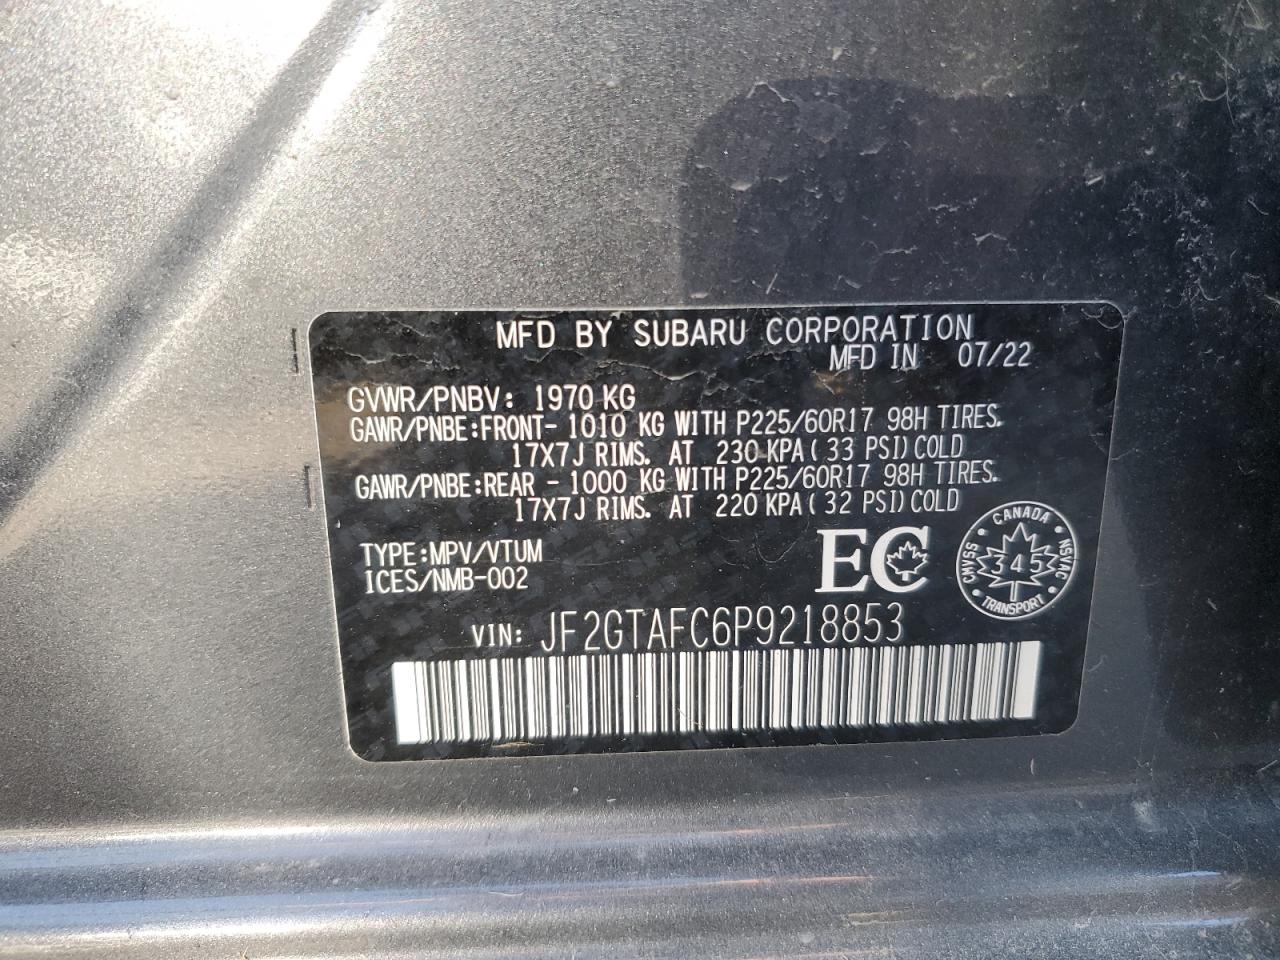 MFD BY SUBARU CORPORATION
MFD IN 07/22
GVWR/PNBV: 1970 KG
GAWR/PNBE:FRONT- 1010 KG WITH P225/60R17 98H TIRES.
17X7J RIMS. AT 230 KPA( 33 PSI)COLD
GAWR/PNBE:REAR - 1000 KG WITH P225/60R17 98H TIRES.
17X7J RIMS. AT 220 KPA( 32 PSI)COLD
TYPE:MPV/VTUM
ICES/NMB-002
EC
CANADA
CMVSS 345 NSVAC
TRANSPORT
VIN: JF2GTAFC6P9218853